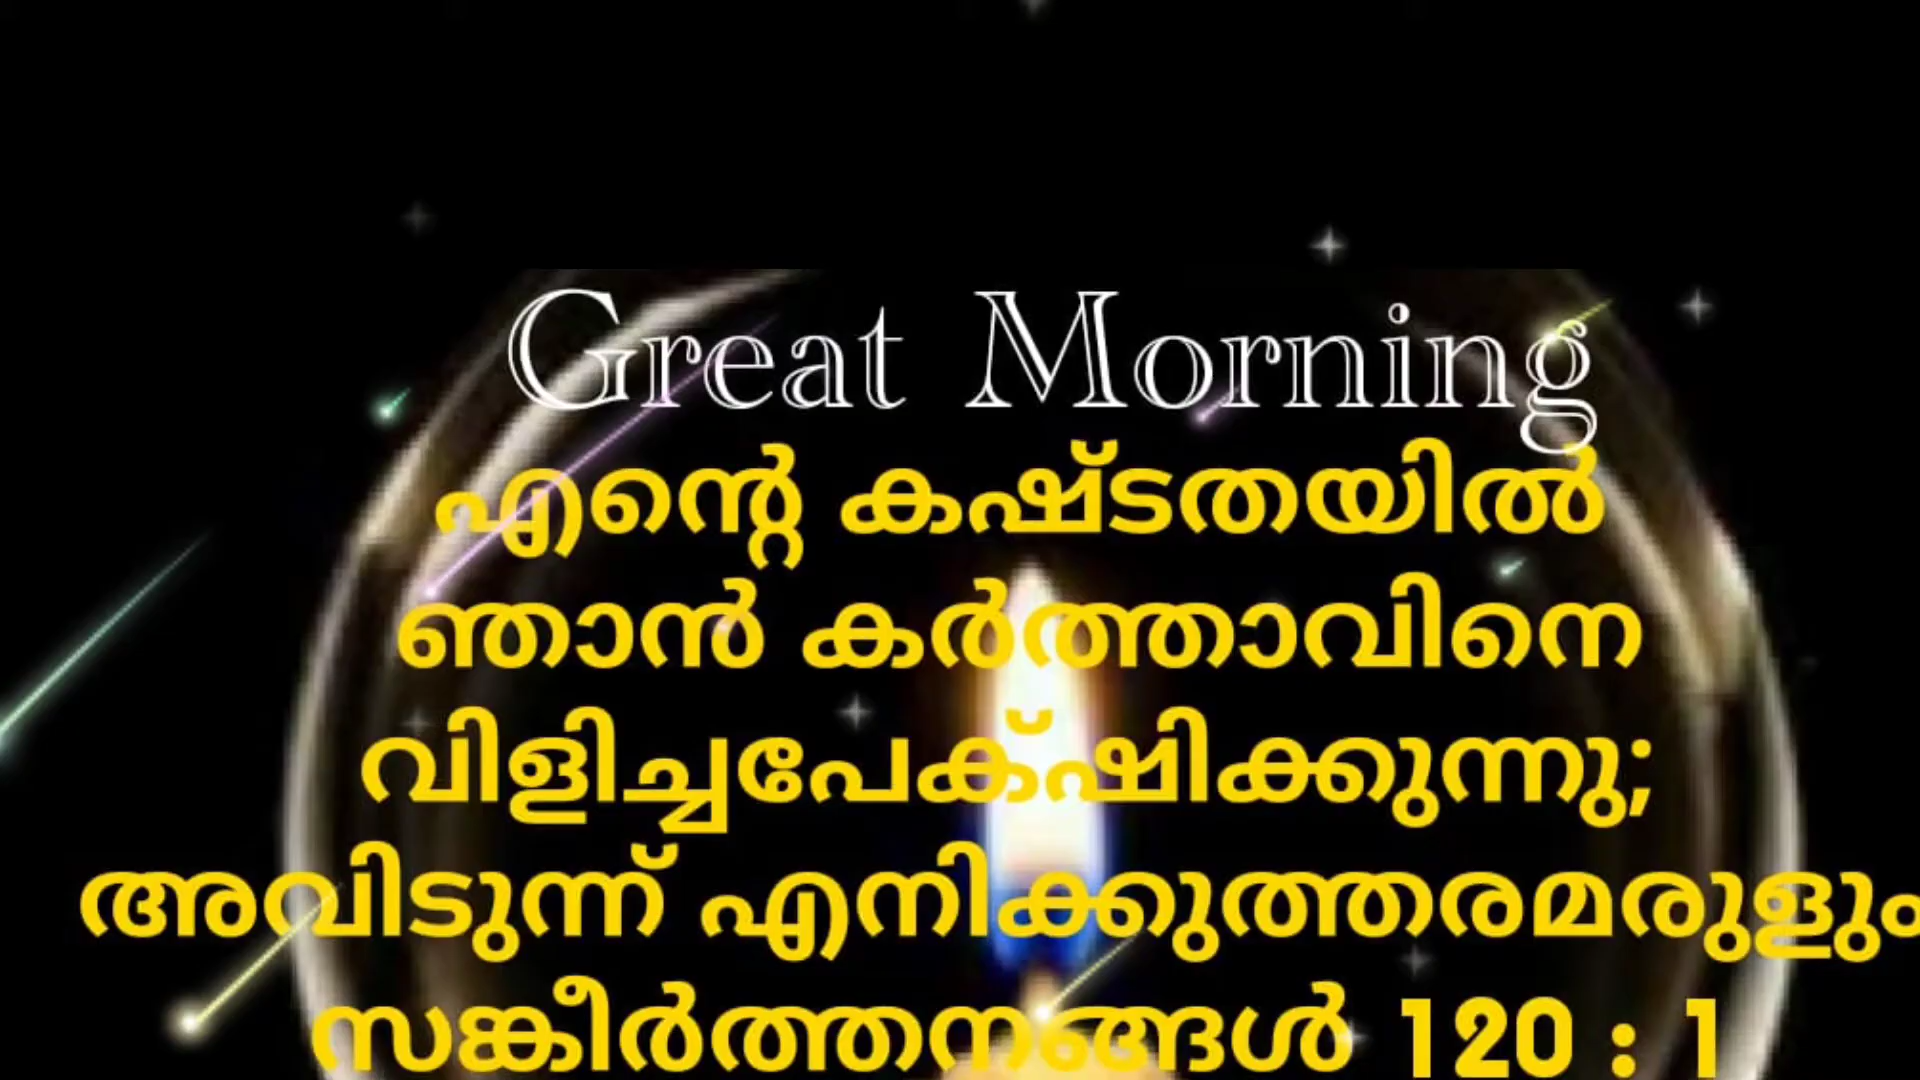 Great Morning
എന്റെ കഷ്ടതയിൽ
ഞാൻ കർത്താവിനെ
വിളിച്ചപേക്‌ഷിക്കുന്നു;
അവിടുന്ന് എനിക്കുത്തരമരുളും
സങ്കീർത്തനങ്ങൾ 120 : 1